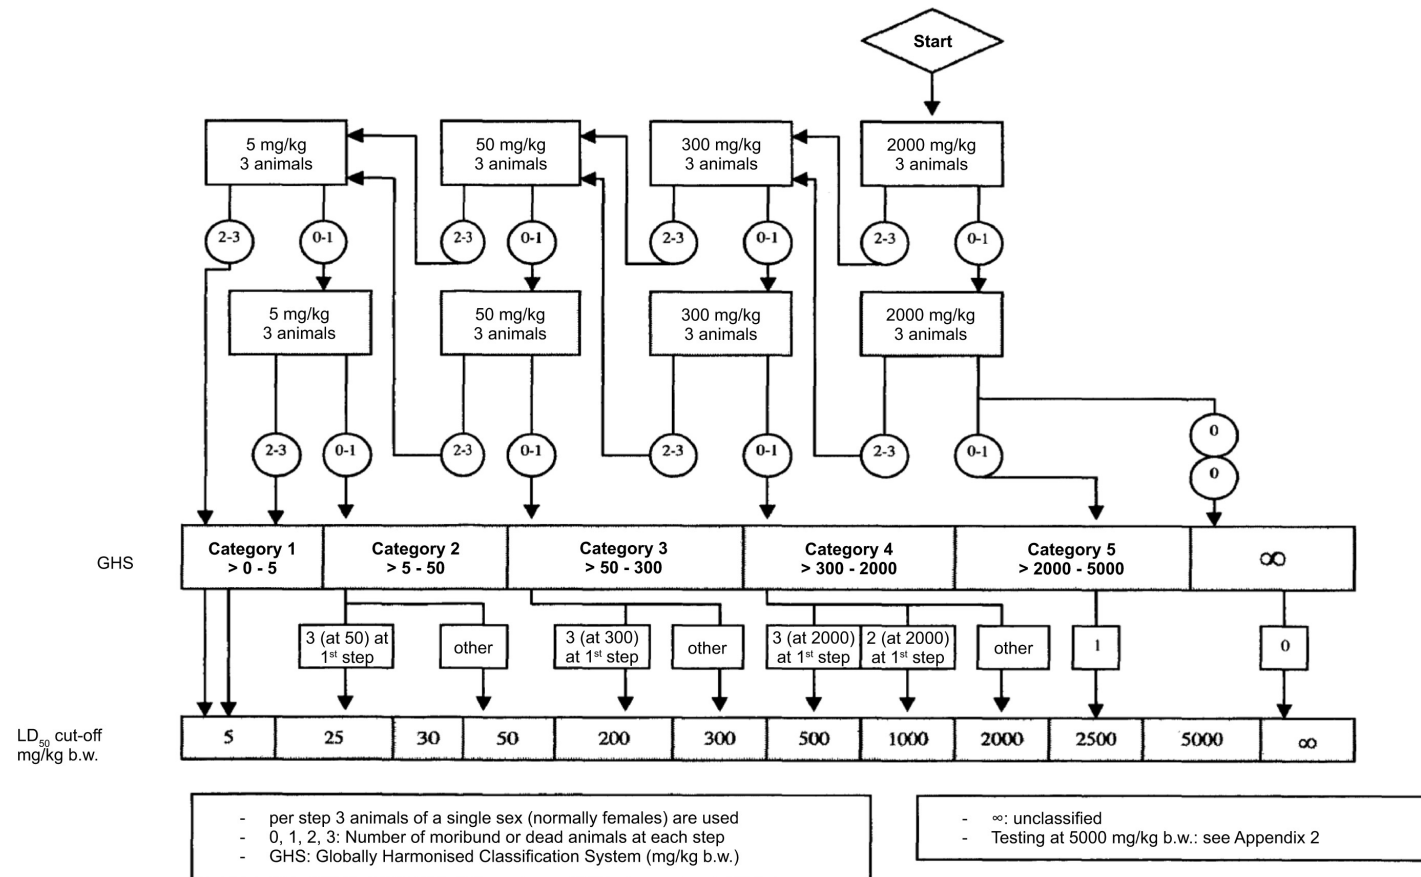 Start
5 mg/kg
3 animals
50 mg/kg
3 animals
300 mg/kg
3 animals
2000 mg/kg
3 animals
2-3
0-1
2-3
0-1
2-3
0-1
2-3
0-1
5 mg/kg
3 animals
50 mg/kg
3 animals
300 mg/kg
3 animals
2000 mg/kg
3 animals
0
2-3
0-1
2-3
0-1
2-3
0-1
2-3
0-1
0
GHS
Category 1
> 0 - 5
Category 2
> 5 - 50
Category 3
> 50 - 300
Category 4
> 300 - 2000
Category 5
> 2000 - 5000
∞
3 (at 50) at
1st step
other
3 (at 300)
at 1st step
other
3 (at 2000)
at 1st step
2 (at 2000)
at 1st step
other
1
0
LD50 cut-off
mg/kg b.w.
5
25
30
50
200
300
500
1000
2000
2500
5000
∞
- per step 3 animals of a single sex (normally females) are used
- 0, 1, 2, 3: Number of moribund or dead animals at each step
- GHS: Globally Harmonised Classification System (mg/kg b.w.)
- ∞: unclassified
- Testing at 5000 mg/kg b.w.: see Appendix 2